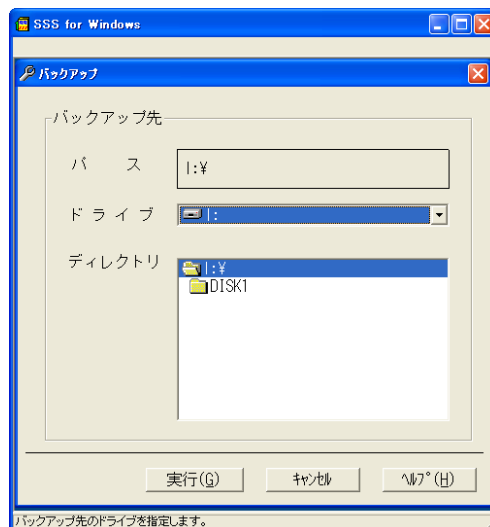 SSS for Windows
バックアップ
バックアップ先
パ　　ス
I:¥
ドライブ
I:
ディレクトリ
I:¥
DISK1
実行(G)
ｷｬﾝｾﾙ
ﾍﾙﾌﾟ(H)
バックアップ先のドライブを指定します。